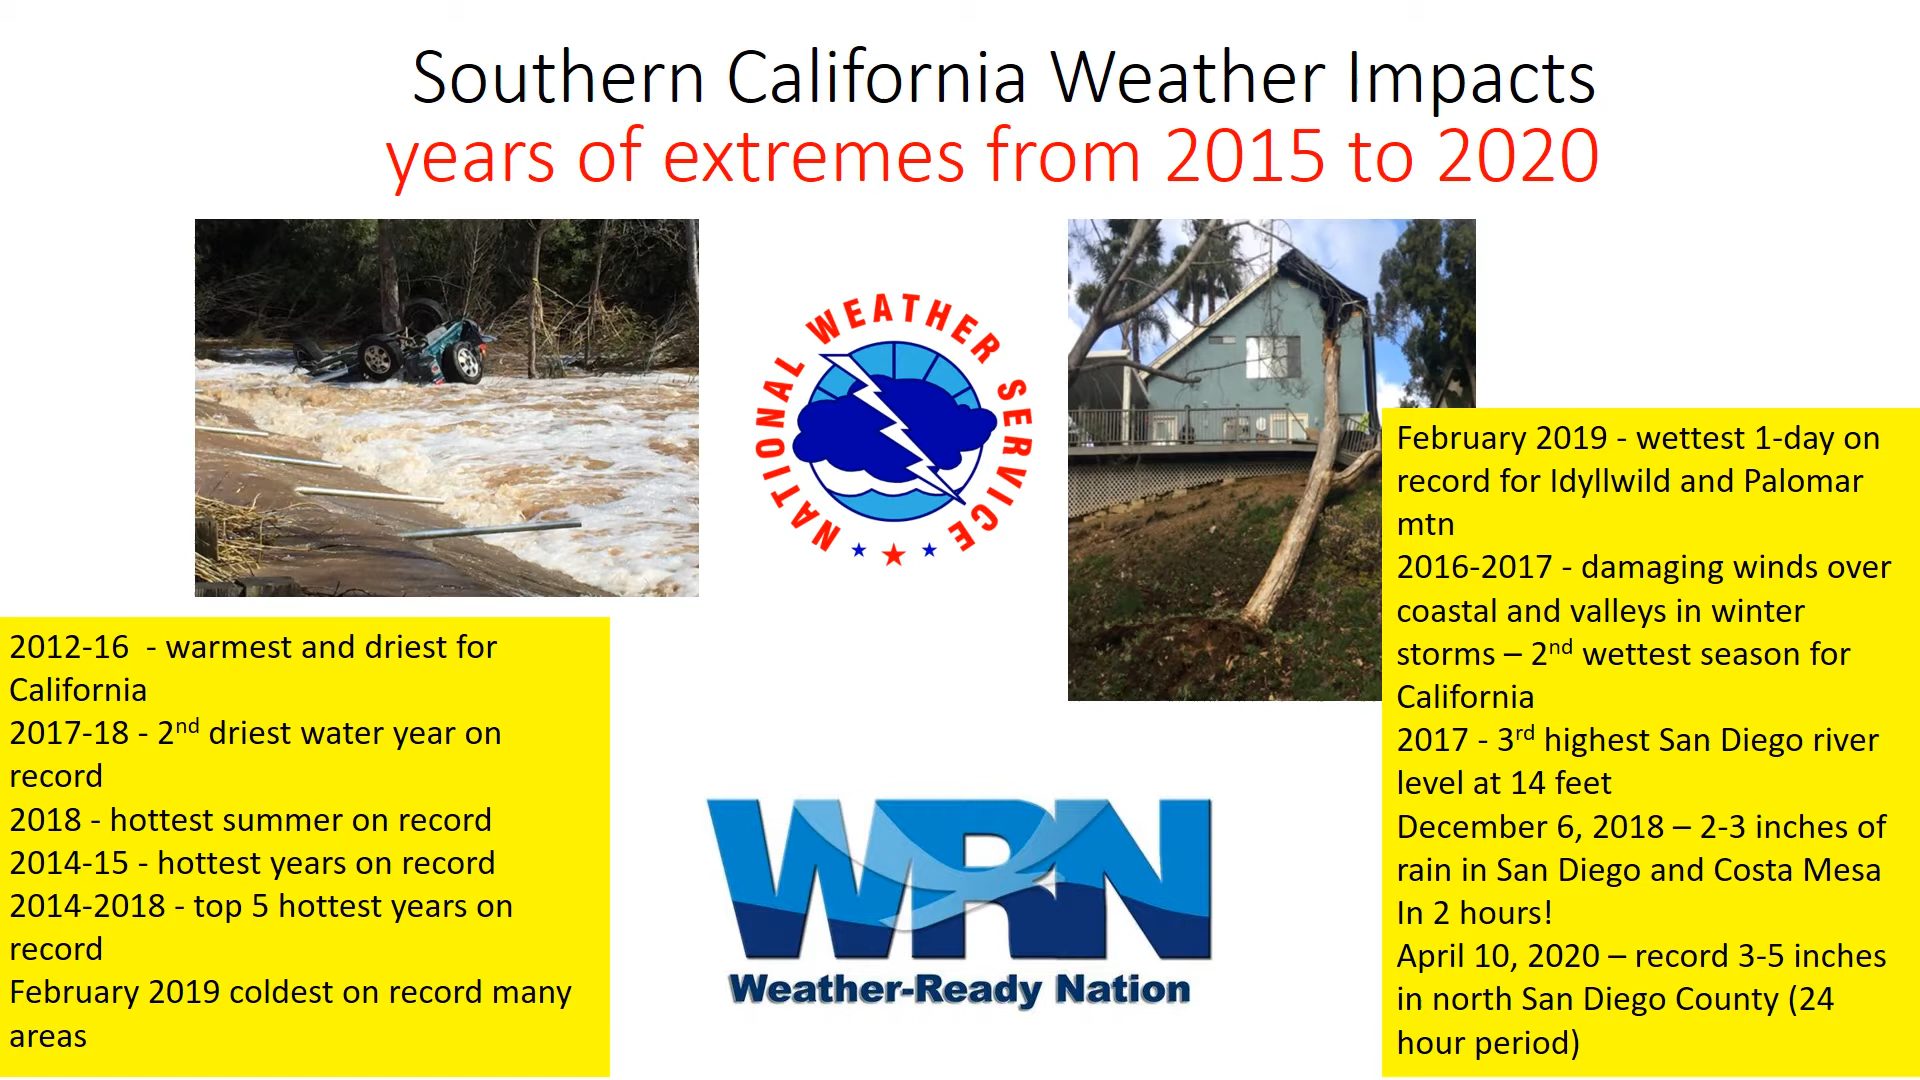 Southern California Weather Impacts
years of extremes from 2015 to 2020
NATIONAL WEATHER SERVICE
2012-16  - warmest and driest for
California
2017-18 - 2nd driest water year on
record
2018 - hottest summer on record
2014-15 - hottest years on record
2014-2018 - top 5 hottest years on
record
February 2019 coldest on record many
areas
WRN
Weather-Ready Nation
February 2019 - wettest 1-day on
record for Idyllwild and Palomar
mtn
2016-2017 - damaging winds over
coastal and valleys in winter
storms – 2nd wettest season for
California
2017 - 3rd highest San Diego river
level at 14 feet
December 6, 2018 – 2-3 inches of
rain in San Diego and Costa Mesa
In 2 hours!
April 10, 2020 – record 3-5 inches
in north San Diego County (24
hour period)